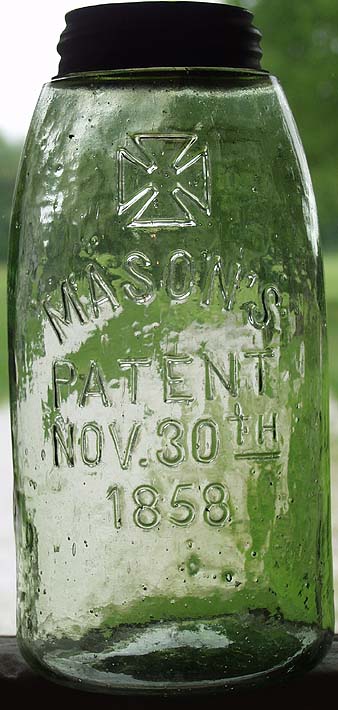 MASON'S
PATENT
NOV. 30TH
1858